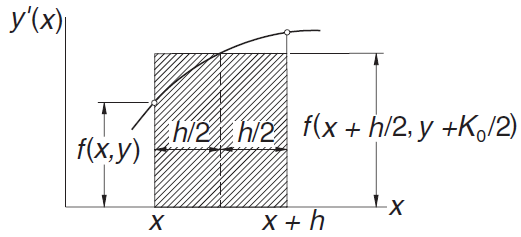 y'(x)
f(x,y)
h/2 h/2
f(x + h/2, y +K₀/2)
x
x + h
x